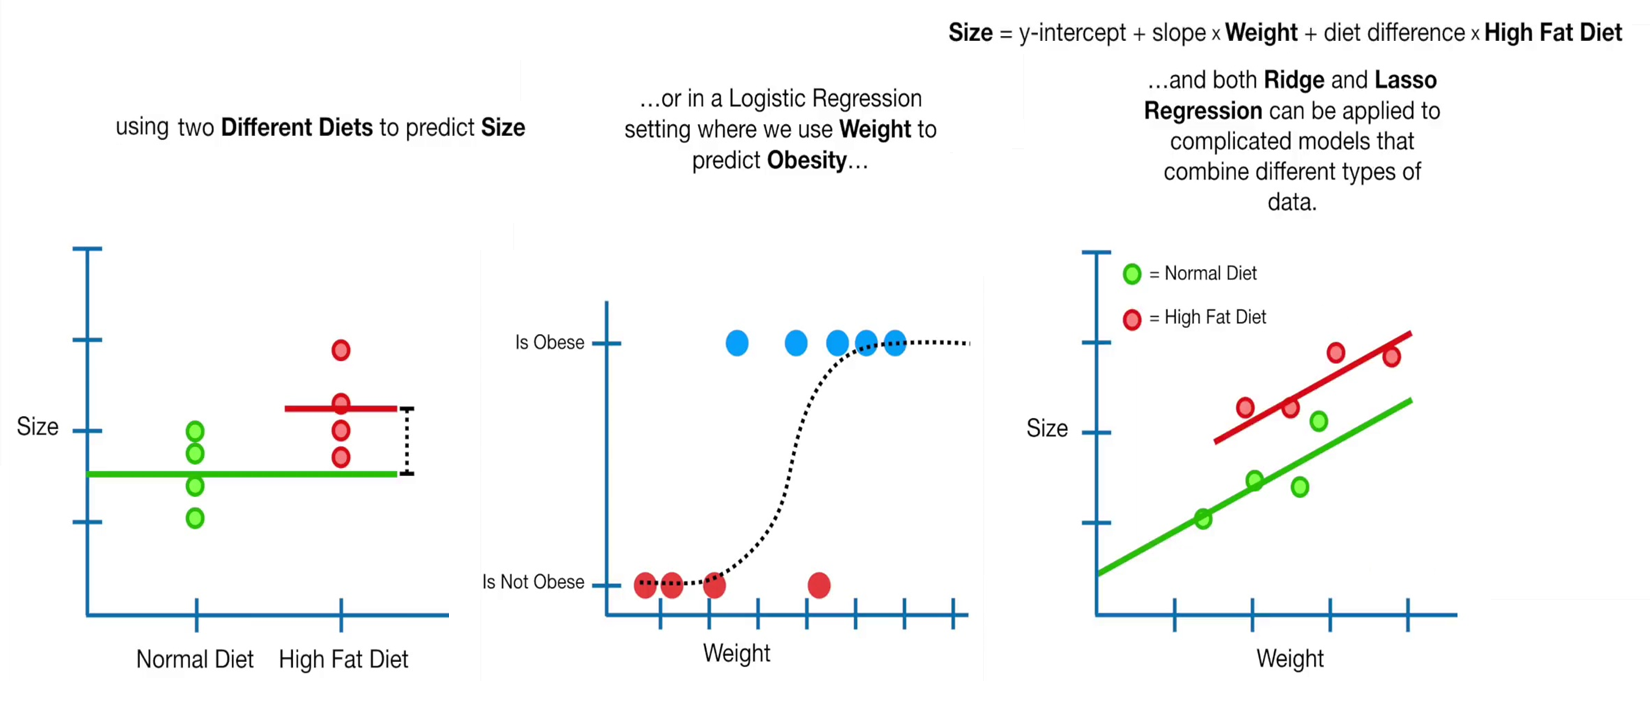 Size = y-intercept + slope x Weight + diet difference x High Fat Diet
using two Different Diets to predict Size
…or in a Logistic Regression
setting where we use Weight to
predict Obesity…
…and both Ridge and Lasso
Regression can be applied to
complicated models that
combine different types of
data.
Size
Normal Diet
High Fat Diet
Is Obese
Is Not Obese
Weight
= Normal Diet
= High Fat Diet
Size
Weight